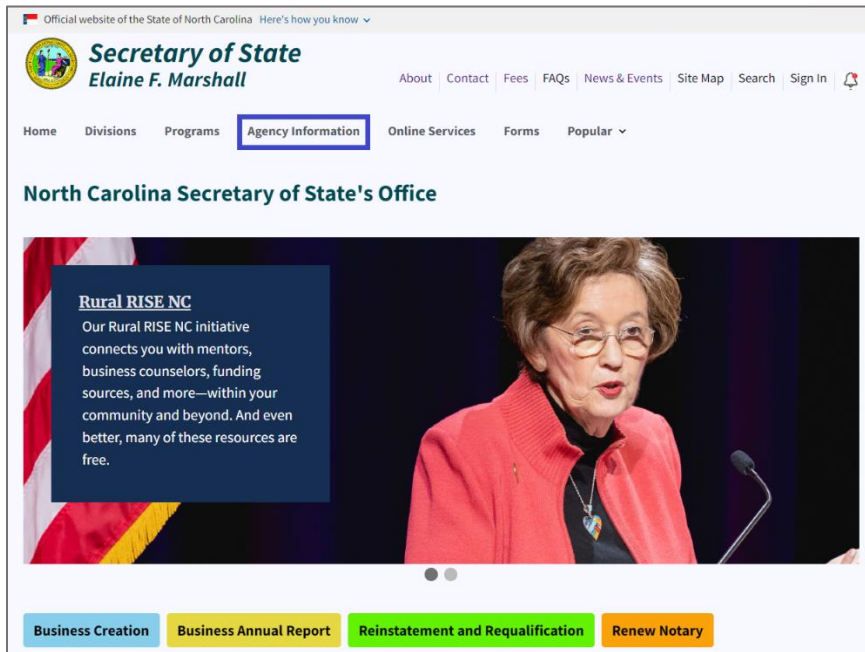 Official website of the State of North Carolina Here's how you know
Secretary of State
Elaine F. Marshall
About Contact Fees FAQs News & Events Site Map Search Sign In
Home Divisions Programs Agency Information Online Services Forms Popular
North Carolina Secretary of State's Office
Rural RISE NC
Our Rural RISE NC initiative
connects you with mentors,
business counselors, funding
sources, and more—within your
community and beyond. And even
better, many of these resources are
free.
Business Creation Business Annual Report Reinstatement and Requalification Renew Notary